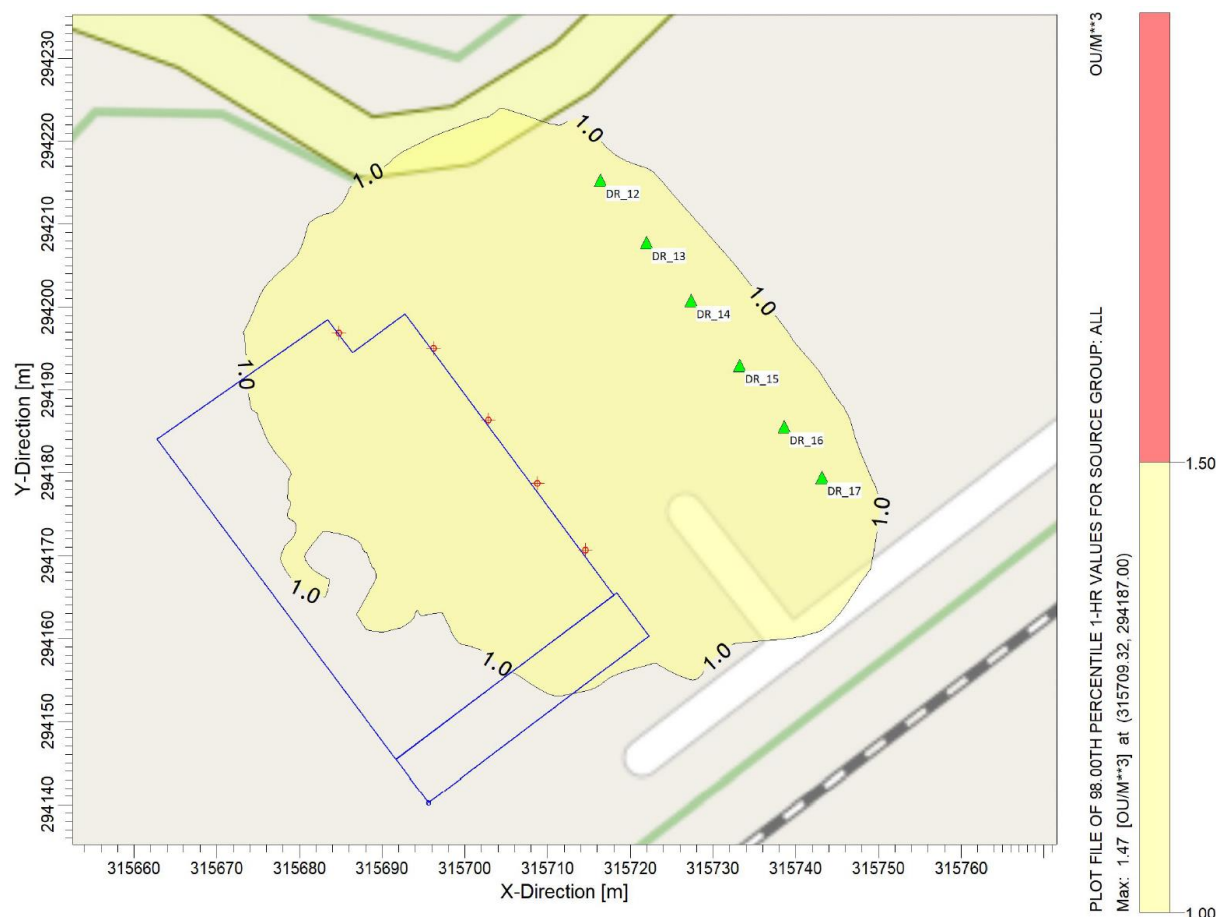 294230
294220
294210
294200
294190
294180
294170
294160
294150
294140
Y-Direction [m]
1.0
1.0
1.0
1.0
1.0
1.0
1.0
1.0
DR_12
DR_13
DR_14
DR_15
DR_16
DR_17
315660
315670
315680
315690
315700
315710
315720
315730
315740
315750
315760
X-Direction [m]
PLOT FILE OF 98.00TH PERCENTILE 1-HR VALUES FOR SOURCE GROUP: ALL
OU/M**3
Max: 1.47 [OU/M**3] at (315709.32, 294187.00)
1.50
1.00